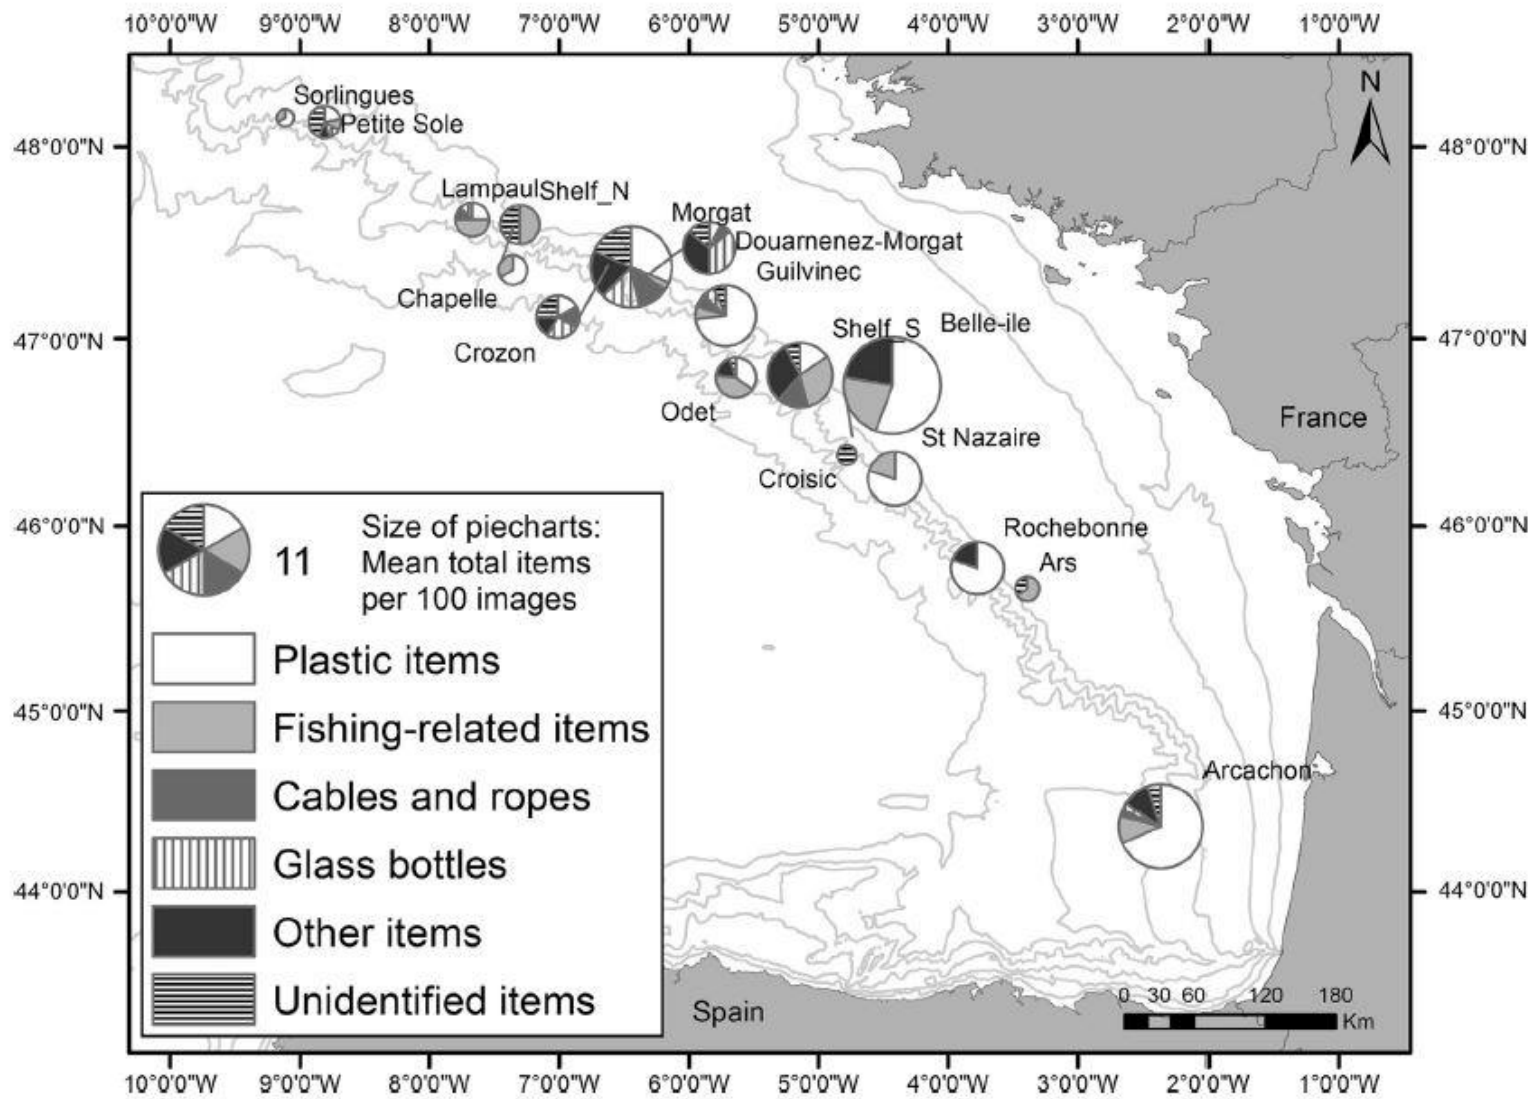 10°0'0"W 9°0'0"W 8°0'0"W 7°0'0"W 6°0'0"W 5°0'0"W 4°0'0"W 3°0'0"W 2°0'0"W 1°0'0"W
N
Sorlingues
Petite Sole
48°0'0"N 48°0'0"N
Lampaul Shelf_N
Morgat
Douarnenez-Morgat
Guilvinec
Chapelle
Shelf_S Belle-ile
47°0'0"N 47°0'0"N
Crozon
Odet
France
St Nazaire
Croisic
46°0'0"N 46°0'0"N
Rochebonne
Ars
11
Size of piecharts:
Mean total items
per 100 images
Plastic items
Fishing-related items
Cables and ropes
Glass bottles
Other items
Unidentified items
45°0'0"N 45°0'0"N
Arcachon
44°0'0"N 44°0'0"N
Spain
0 30 60 120 180
Km
10°0'0"W 9°0'0"W 8°0'0"W 7°0'0"W 6°0'0"W 5°0'0"W 4°0'0"W 3°0'0"W 2°0'0"W 1°0'0"W